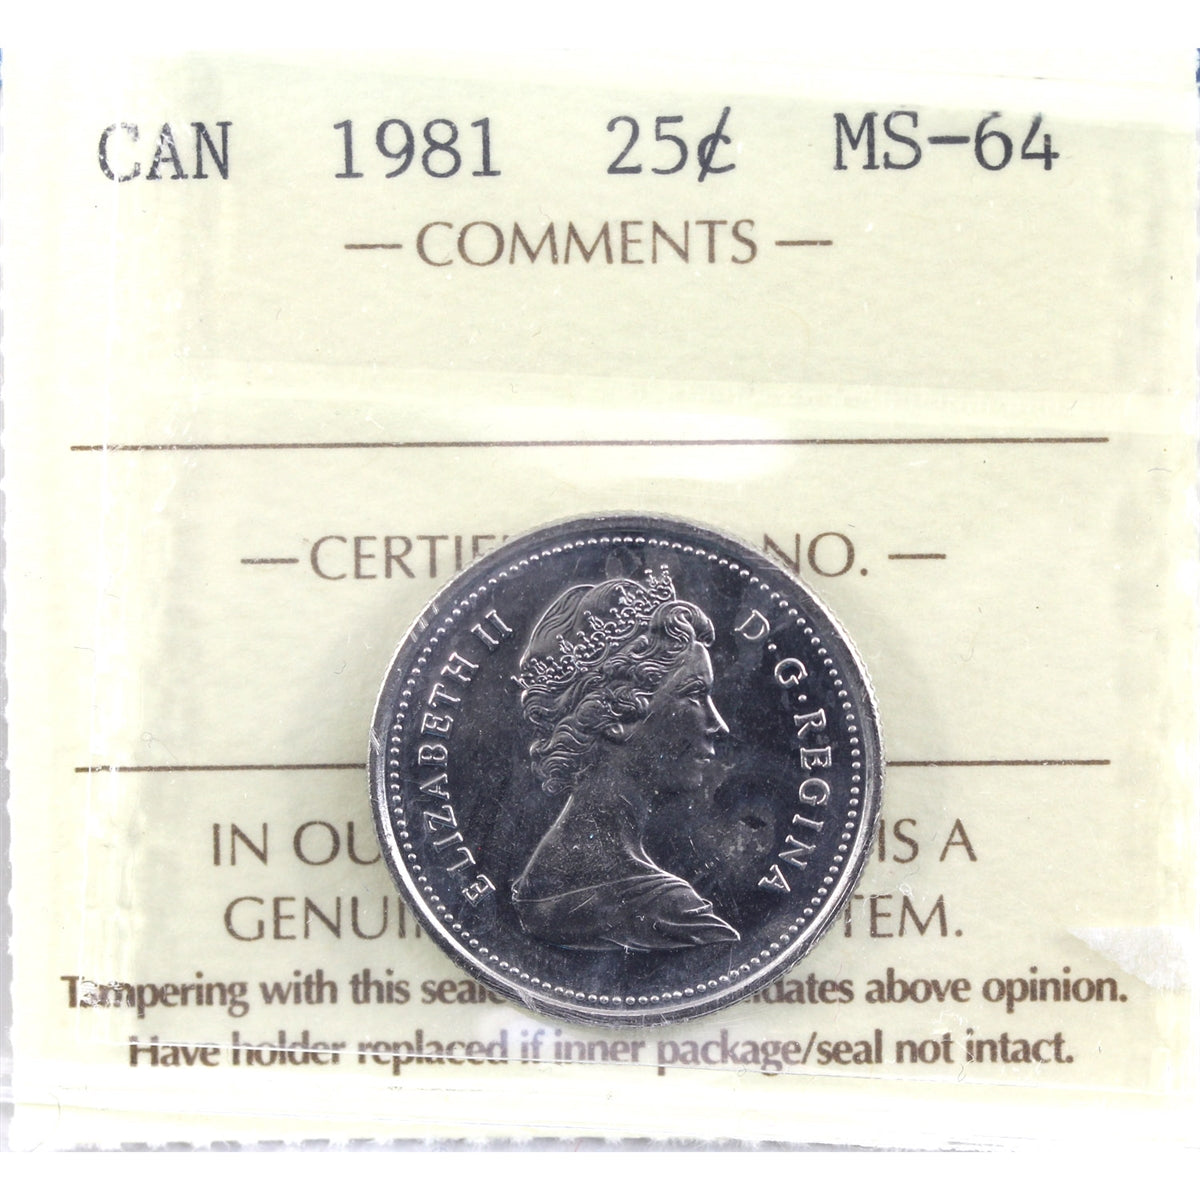 CAN 1981 25¢ MS-64
— COMMENTS —
— CERTIF NO. —
ELIZABETH II D·G·REGINA
IN OU IS A
GENUI TEM.
Tampering with this seal dates above opinion.
Have holder replaced if inner package/seal not intact.